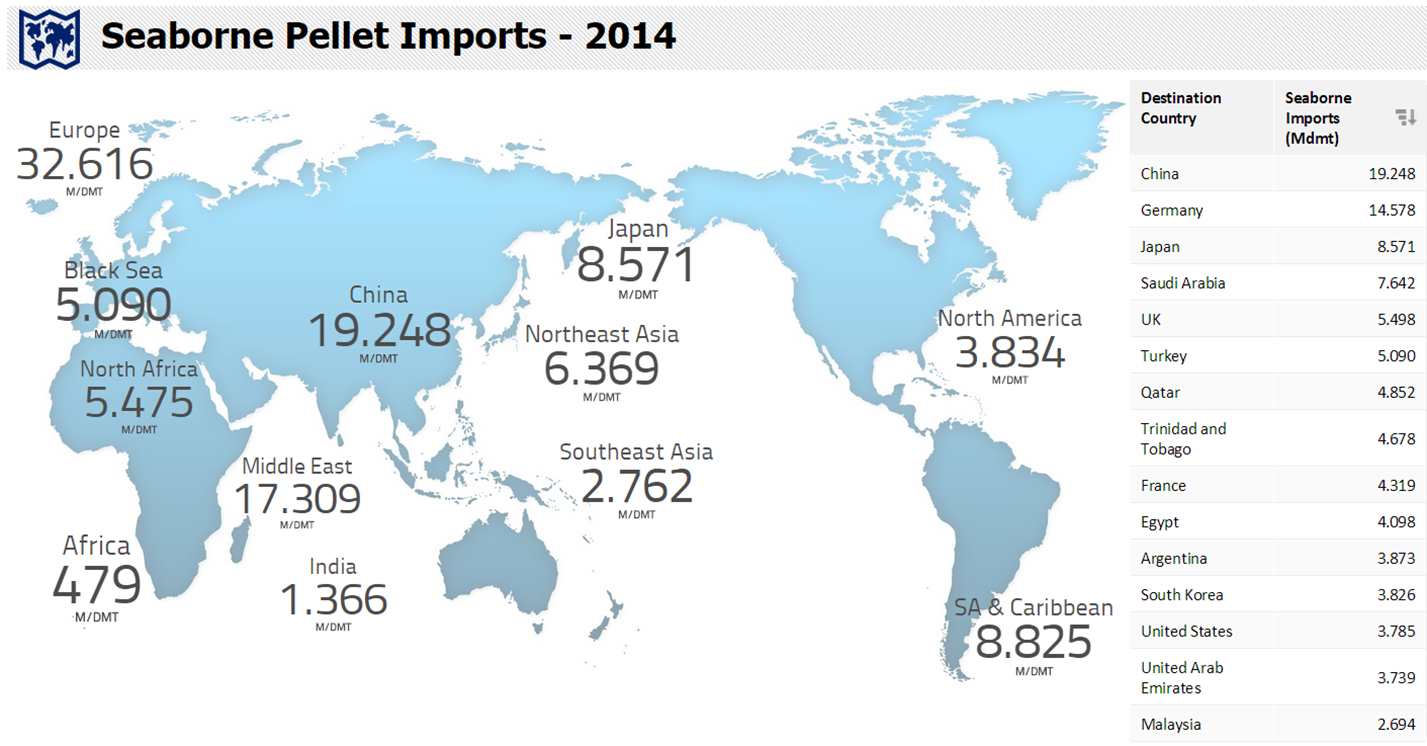 Seaborne Pellet Imports - 2014
Europe
32.616
M/DMT
Black Sea
5.090
M/DMT
North Africa
5.475
M/DMT
Africa
479
M/DMT
Middle East
17.309
M/DMT
India
1.366
M/DMT
China
19.248
M/DMT
Japan
8.571
M/DMT
Northeast Asia
6.369
M/DMT
Southeast Asia
2.762
M/DMT
North America
3.834
M/DMT
SA & Caribbean
8.825
M/DMT
Destination
Country
Seaborne
Imports
(Mdmt)
China 19.248
Germany 14.578
Japan 8.571
Saudi Arabia 7.642
UK 5.498
Turkey 5.090
Qatar 4.852
Trinidad and
Tobago 4.678
France 4.319
Egypt 4.098
Argentina 3.873
South Korea 3.826
United States 3.785
United Arab
Emirates 3.739
Malaysia 2.694